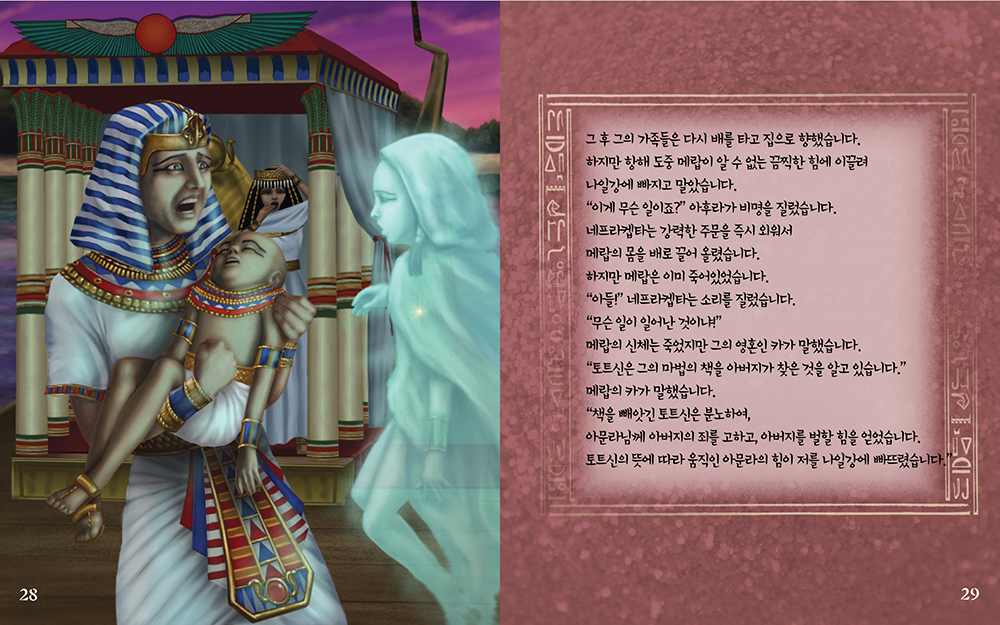 그 후 그의 가족들은 다시 배를 타고 집으로 향했습니다.
하지만 항해 도중 메랍이 알 수 없는 끔찍한 힘에 이끌려
나일강에 빠지고 말았습니다.
“이게 무슨 일이죠?” 아후라가 비명을 질렀습니다.
네프라켑타는 강력한 주문을 즉시 외워서
메랍의 몸을 배로 끌어 올렸습니다.
하지만 메랍은 이미 죽어있었습니다.
“아들!” 네프라켑타는 소리를 질렀습니다.
“무슨 일이 일어난 것이냐!”
메랍의 신체는 죽었지만 그의 영혼인 카가 말했습니다.
“토트신은 그의 마법의 책을 아버지가 찾은 것을 알고 있습니다.”
메랍의 카가 말했습니다.
“책을 빼앗긴 토트신은 분노하여,
아문라님께 아버지의 죄를 고하고, 아버지를 벌할 힘을 얻었습니다.
토트신의 뜻에 따라 움직인 아문라의 힘이 저를 나일강에 빠뜨렸습니다.”
28
29